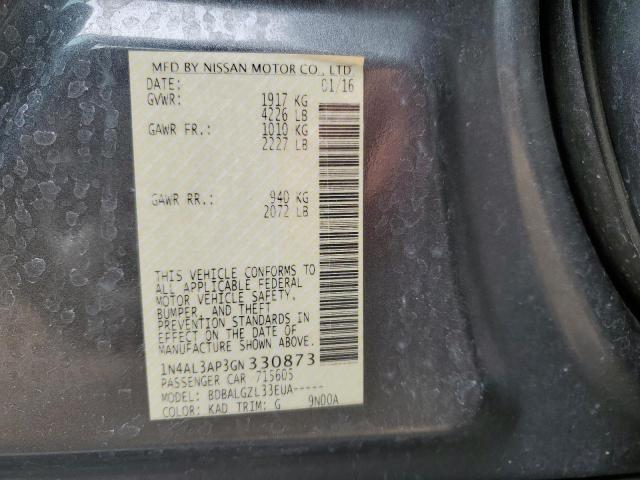 MFD BY NISSAN MOTOR CO., LTD
DATE: 01/16
GVWR: 1917 KG
4226 LB
GAWR FR.: 1010 KG
2227 LB
GAWR RR.: 940 KG
2072 LB
THIS VEHICLE CONFORMS TO
ALL APPLICABLE FEDERAL
MOTOR VEHICLE SAFETY,
BUMPER, AND THEFT
PREVENTION STANDARDS IN
EFFECT ON THE DATE OF
MANUFACTURE SHOWN ABOVE.
1N4AL3AP3GN330873
PASSENGER CAR 715605
MODEL: BDBALGZL33EUA-----
COLOR: KAD TRIM: G 9N00A